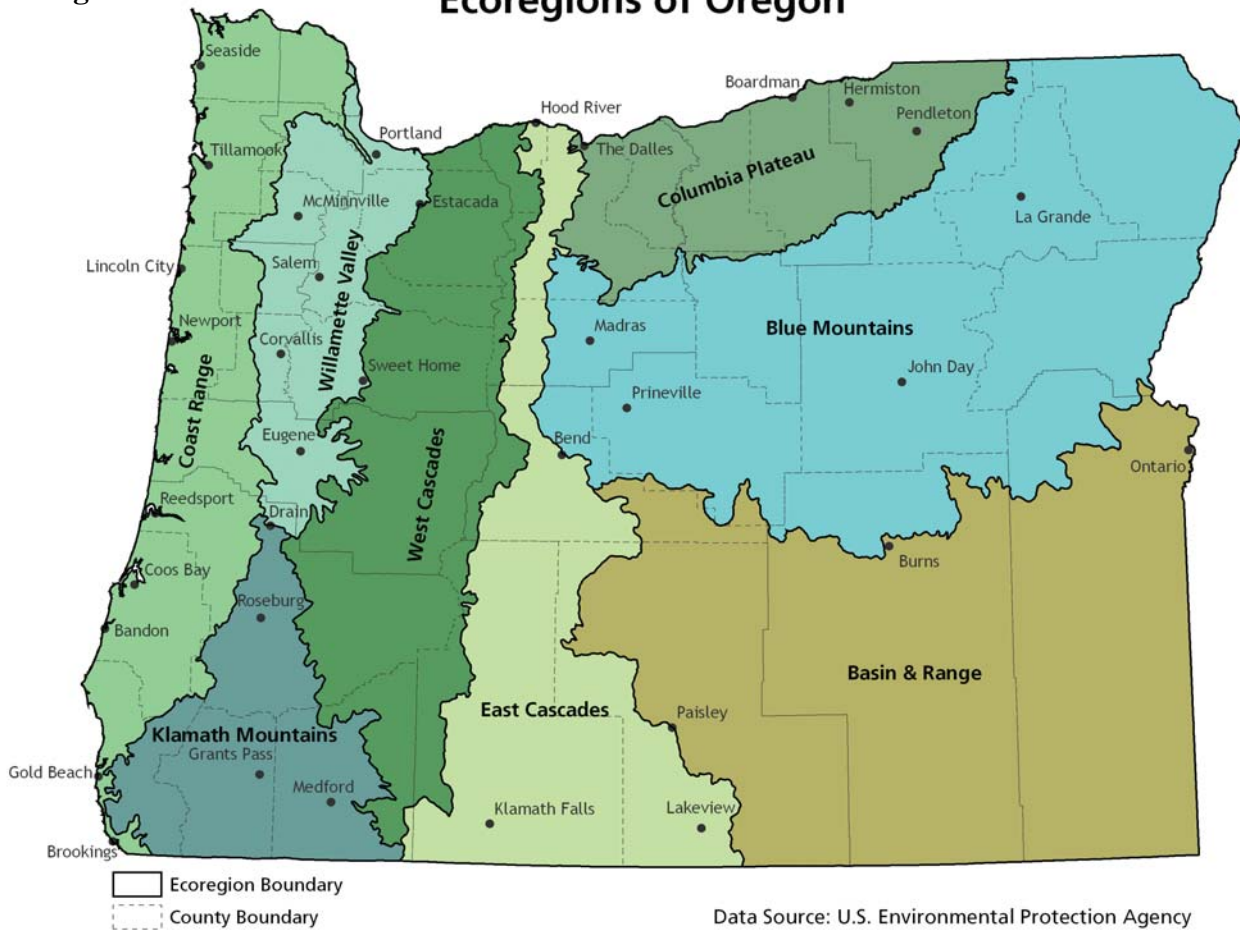 Ecoregions of Oregon
Seaside
Boardman
Hermiston
Hood River
Pendleton
Portland
Tillamook
The Dalles
Columbia Plateau
McMinnville
Estacada
La Grande
Salem
Willamette Valley
Lincoln City
Newport
Madras
Blue Mountains
Corvallis
Sweet Home
John Day
Prineville
Coast Range
Eugene
Bend
West Cascades
Ontario
Reedsport
Drain
Burns
Coos Bay
Roseburg
Bandon
Basin & Range
East Cascades
Paisley
Klamath Mountains
Grants Pass
Gold Beach
Medford
Klamath Falls
Lakeview
Brookings
Ecoregion Boundary
County Boundary
Data Source: U.S. Environmental Protection Agency